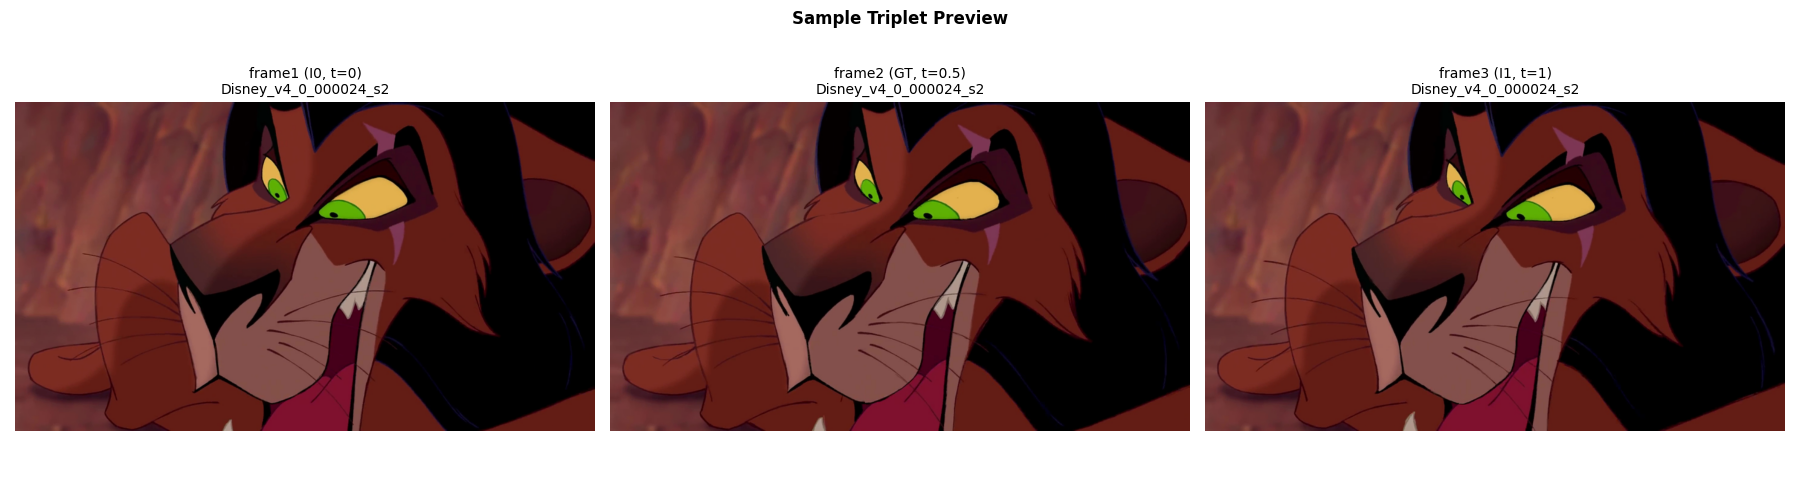 Sample Triplet Preview
frame1 (I0, t=0)
Disney_v4_0_000024_s2
frame2 (GT, t=0.5)
Disney_v4_0_000024_s2
frame3 (I1, t=1)
Disney_v4_0_000024_s2